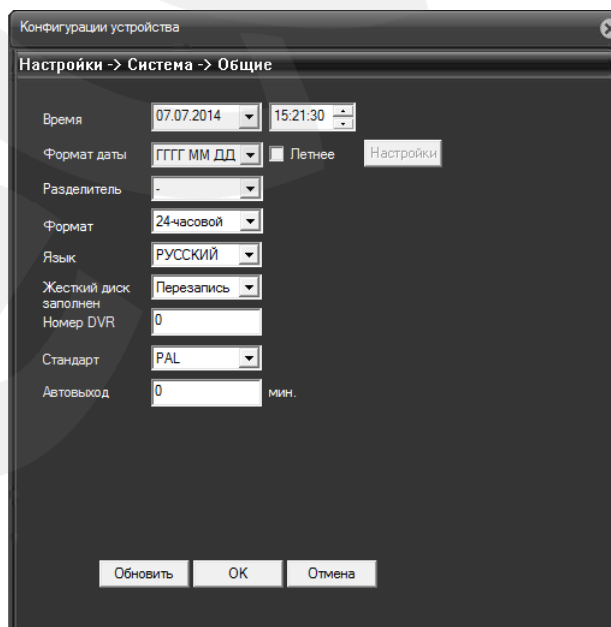 Конфигурации устройства
Настройки -> Система -> Общие
Время 07.07.2014 15:21:30
Формат даты ГГГГ ММ ДД Летнее Настройки
Разделитель -
Формат 24-часовой
Язык РУССКИЙ
Жесткий диск заполнен Перезапись
Номер DVR 0
Стандарт PAL
Автовыход 0 мин.
Обновить OK Отмена